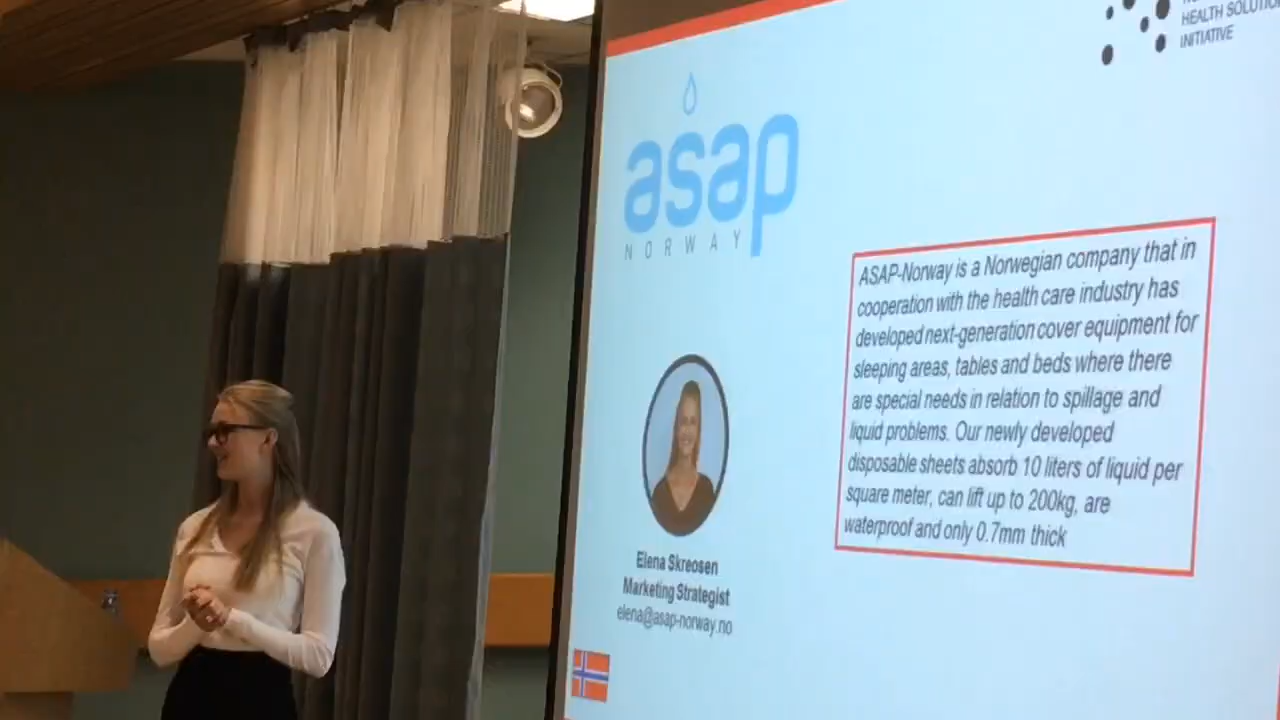 HEALTH SOLUTION
INITIATIVE
asap
NORWAY
ASAP-Norway is a Norwegian company that in
cooperation with the health care industry has
developed next-generation cover equipment for
sleeping areas, tables and beds where there
are special needs in relation to spillage and
liquid problems. Our newly developed
disposable sheets absorb 10 liters of liquid per
square meter, can lift up to 200kg, are
waterproof and only 0.7mm thick
Elena Skreosen
Marketing Strategist
elena@asap-norway.no